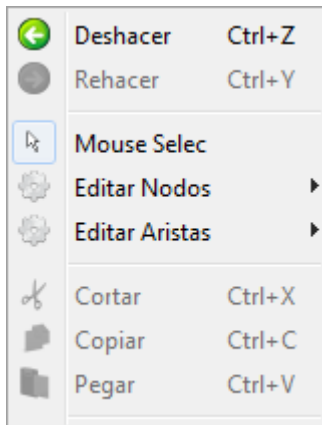 Deshacer Ctrl+Z
Rehacer Ctrl+Y
Mouse Selec
Editar Nodos
Editar Aristas
Cortar Ctrl+X
Copiar Ctrl+C
Pegar Ctrl+V